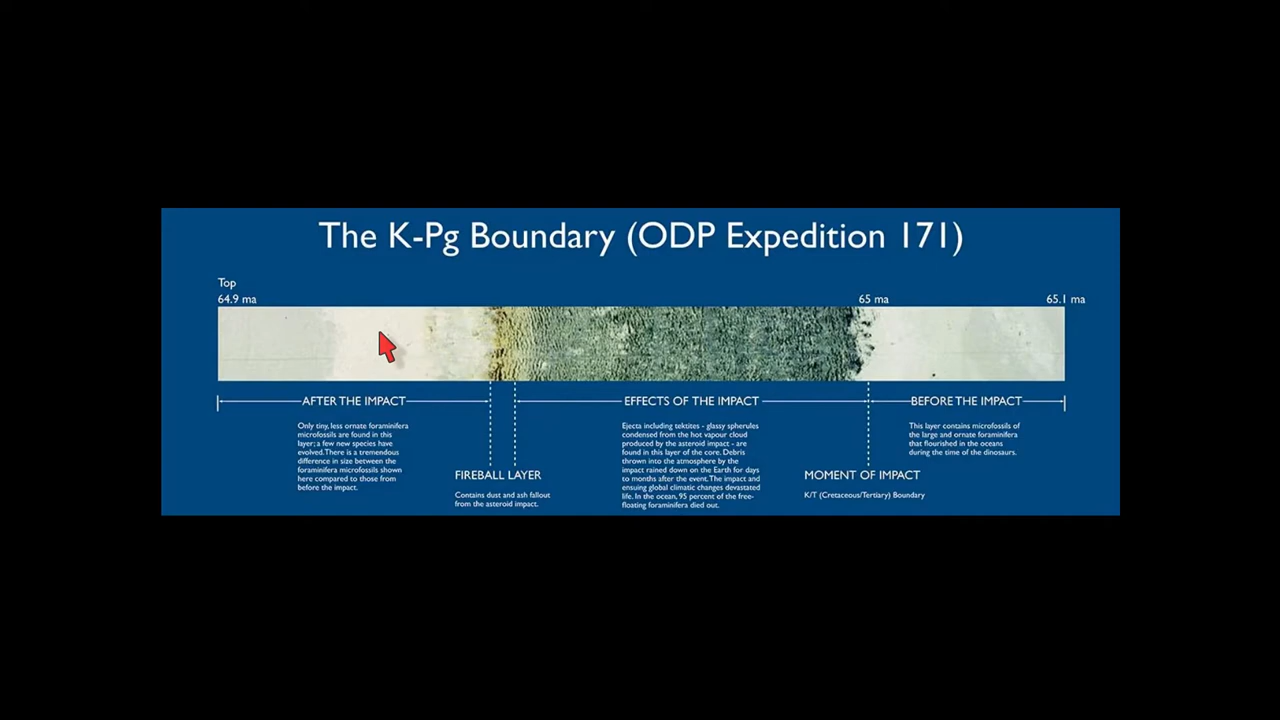 The K-Pg Boundary (ODP Expedition 171)
Top
64.9 ma
65 ma
65.1 ma
AFTER THE IMPACT
Only tiny, less ornate foraminifera
microfossils are found in this
layer; a few new species have
evolved. There is a tremendous
difference in size between the
foraminifera microfossils shown
here compared to those from
before the impact.
FIREBALL LAYER
Contains dust and ash fallout
from the asteroid impact.
EFFECTS OF THE IMPACT
Ejecta including tektites - glassy spherules
condensed from the hot vapour cloud
produced by the asteroid impact - are
found in this layer of the core. Debris
thrown into the atmosphere by the
impact rained down on the Earth for days
to months after the event. The impact and
ensuing global climatic changes devastated
life. In the ocean, 95 percent of the free-
floating foraminifera died out.
MOMENT OF IMPACT
K/T (Cretaceous/Tertiary) Boundary
BEFORE THE IMPACT
This layer contains microfossils of
the large and ornate foraminifera
that flourished in the oceans
during the time of the dinosaurs.